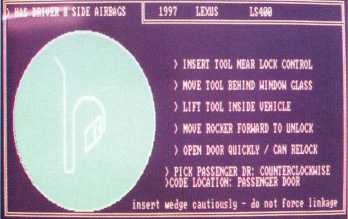 > HAS DRIVER & SIDE AIRBAGS
1997 LEXUS LS400
> INSERT TOOL NEAR LOCK CONTROL
> MOVE TOOL BEHIND WINDOW GLASS
> LIFT TOOL INSIDE VEHICLE
> MOVE ROCKER FORWARD TO UNLOCK
> OPEN DOOR QUICKLY / CAN RELOCK
> PICK PASSENGER DR: COUNTERCLOCKWISE
>CODE LOCATION: PASSENGER DOOR
insert wedge cautiously - do not force linkage